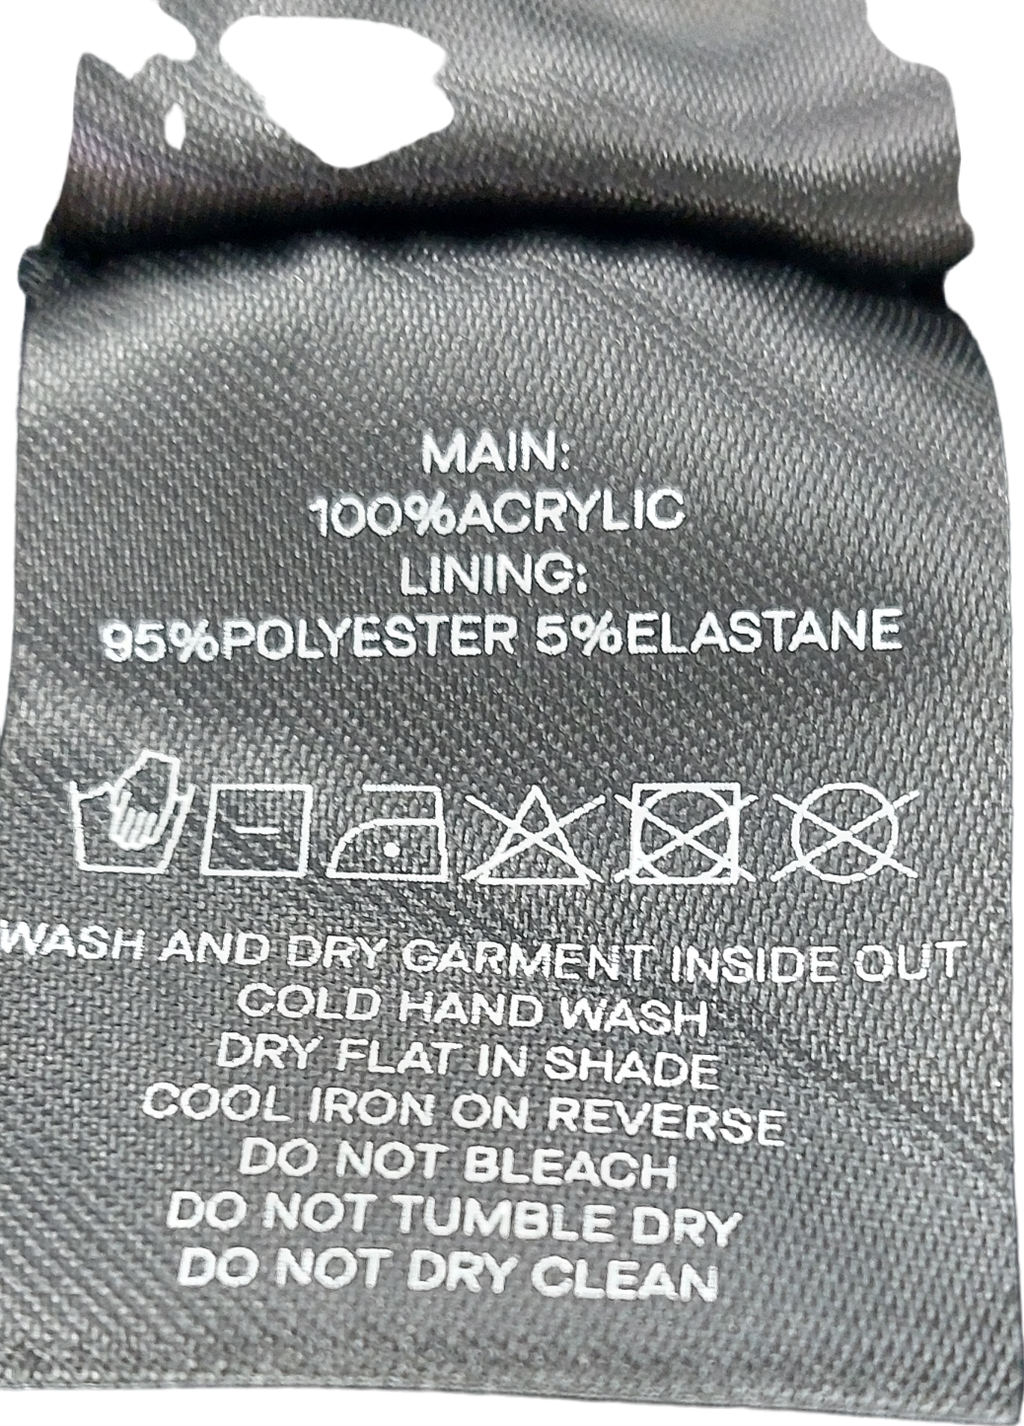 MAIN:
100%ACRYLIC
LINING:
95%POLYESTER 5%ELASTANE
WASH AND DRY GARMENT INSIDE OUT
COLD HAND WASH
DRY FLAT IN SHADE
COOL IRON ON REVERSE
DO NOT BLEACH
DO NOT TUMBLE DRY
DO NOT DRY CLEAN